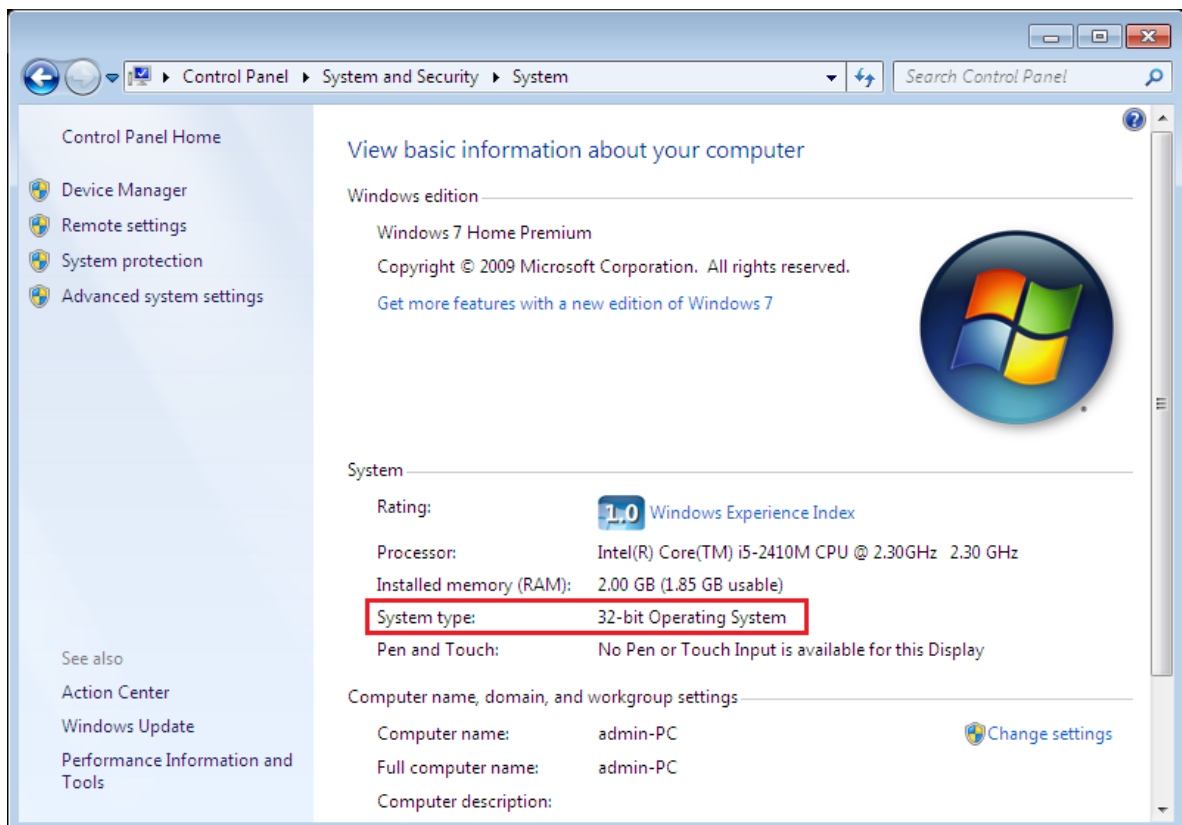 Control Panel System and Security System
Search Control Panel
Control Panel Home
Device Manager
Remote settings
System protection
Advanced system settings
See also
Action Center
Windows Update
Performance Information and
Tools
View basic information about your computer
Windows edition
Windows 7 Home Premium
Copyright © 2009 Microsoft Corporation. All rights reserved.
Get more features with a new edition of Windows 7
System
Rating: 1,0 Windows Experience Index
Processor: Intel(R) Core(TM) i5-2410M CPU @ 2.30GHz 2.30 GHz
Installed memory (RAM): 2.00 GB (1.85 GB usable)
System type: 32-bit Operating System
Pen and Touch: No Pen or Touch Input is available for this Display
Computer name, domain, and workgroup settings
Computer name: admin-PC
Change settings
Full computer name: admin-PC
Computer description: